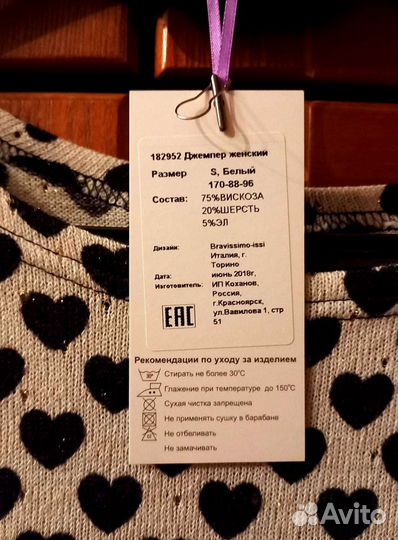 182952 Джемпер женский
Размер S, Белый
170-88-96
Состав: 75%ВИСКОЗА
20%ШЕРСТЬ
5%ЭЛ
Дизайн: Bravissimo-issi
Италия, г.
Торино
Дата: июнь 2018г,
Изготовитель: ИП Коханов,
Россия,
г.Красноярск,
ул.Вавилова 1, стр
51
EAC
Рекомендации по уходу за изделием
30° Стирать не более 30°С
Глажение при температуре до 150°С
Сухая чистка запрещена
Не применять сушку в барабане
Cl Не отбеливать
Не замачивать
Avito